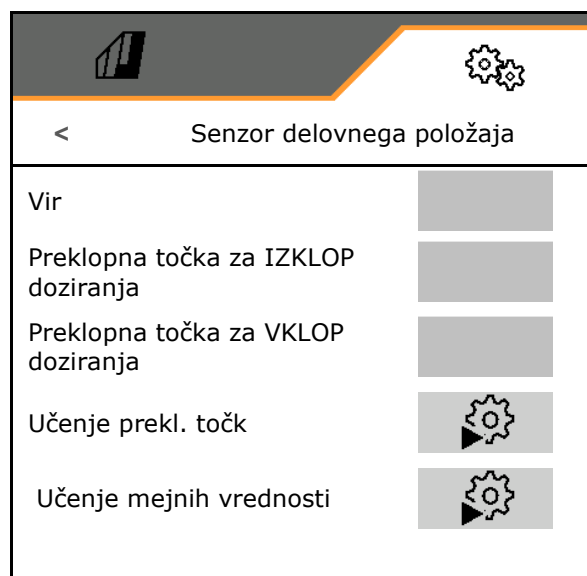 < Senzor delovnega položaja
Vir
Preklopna točka za IZKLOP
doziranja
Preklopna točka za VKLOP
doziranja
Učenje prekl. točk
Učenje mejnih vrednosti